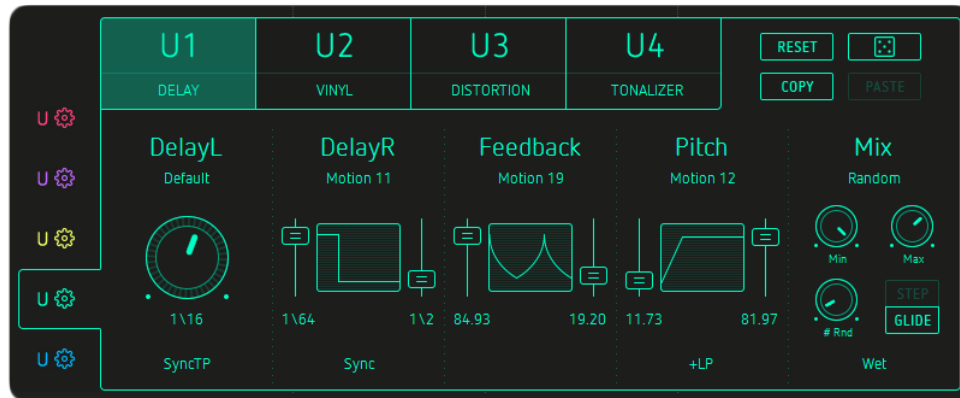 U1 U2 U3 U4
DELAY VINYL DISTORTION TONALIZER
RESET
COPY PASTE
U
U
U
U
U
DelayL DelayR Feedback Pitch Mix
Default Motion 11 Motion 19 Motion 12 Random
Min Max
# Rnd
STEP
GLIDE
1\16 1\64 1\2 84.93 19.20 11.73 81.97
SyncTP Sync +LP Wet